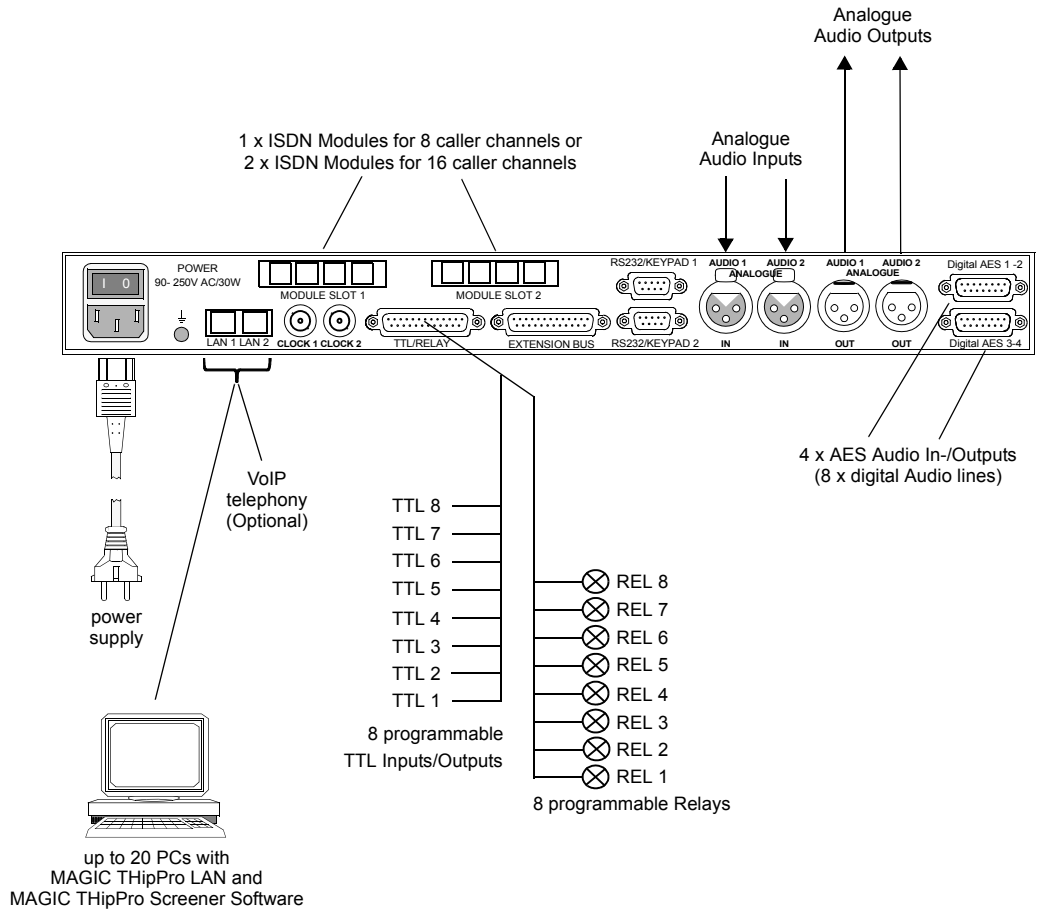 Analogue
Audio Outputs
1 x ISDN Modules for 8 caller channels or
2 x ISDN Modules for 16 caller channels
Analogue
Audio Inputs
POWER
90- 250V AC/30W
I 0
MODULE SLOT 1
MODULE SLOT 2
RS232/KEYPAD 1
AUDIO 1 AUDIO 2
ANALOGUE
AUDIO 1 AUDIO 2
ANALOGUE
Digital AES 1 -2
LAN 1 LAN 2
CLOCK 1 CLOCK 2
TTL/RELAY
EXTENSION BUS
RS232/KEYPAD 2
IN
IN
OUT
OUT
Digital AES 3-4
4 x AES Audio In-/Outputs
(8 x digital Audio lines)
VoIP
telephony
(Optional)
power
supply
TTL 8
TTL 7
TTL 6
TTL 5
TTL 4
TTL 3
TTL 2
TTL 1
8 programmable
TTL Inputs/Outputs
REL 8
REL 7
REL 6
REL 5
REL 4
REL 3
REL 2
REL 1
8 programmable Relays
up to 20 PCs with
MAGIC THipPro LAN and
MAGIC THipPro Screener Software